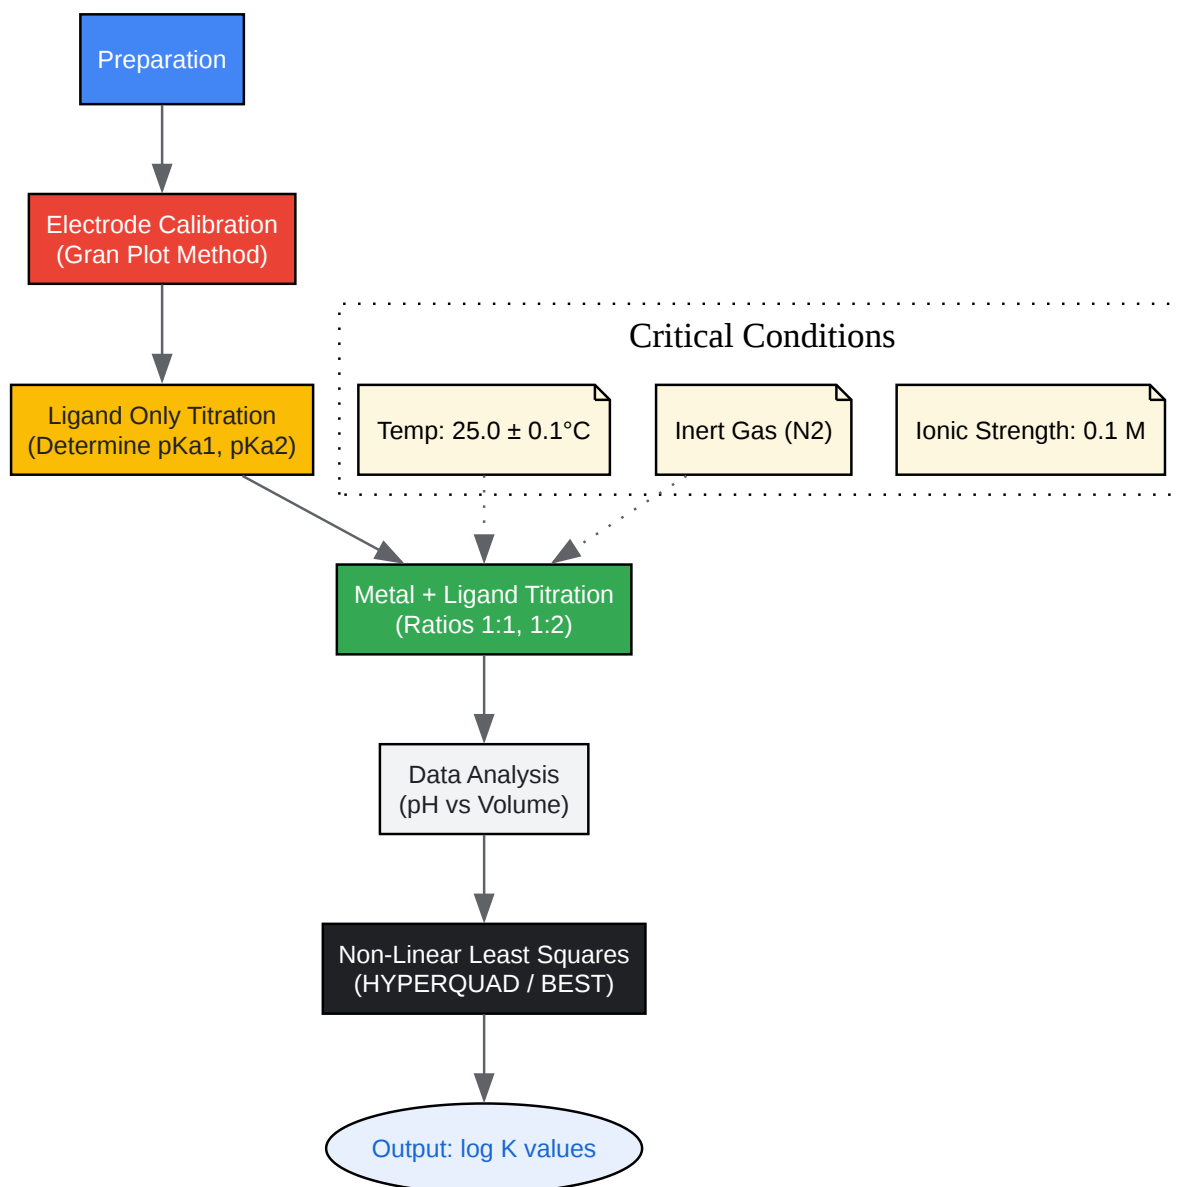 Preparation
Electrode Calibration
(Gran Plot Method)
Critical Conditions
Ligand Only Titration
(Determine pKa1, pKa2)
Temp: 25.0 ± 0.1°C
Inert Gas (N2)
Ionic Strength: 0.1 M
Metal + Ligand Titration
(Ratios 1:1, 1:2)
Data Analysis
(pH vs Volume)
Non-Linear Least Squares
(HYPERQUAD / BEST)
Output: log K values